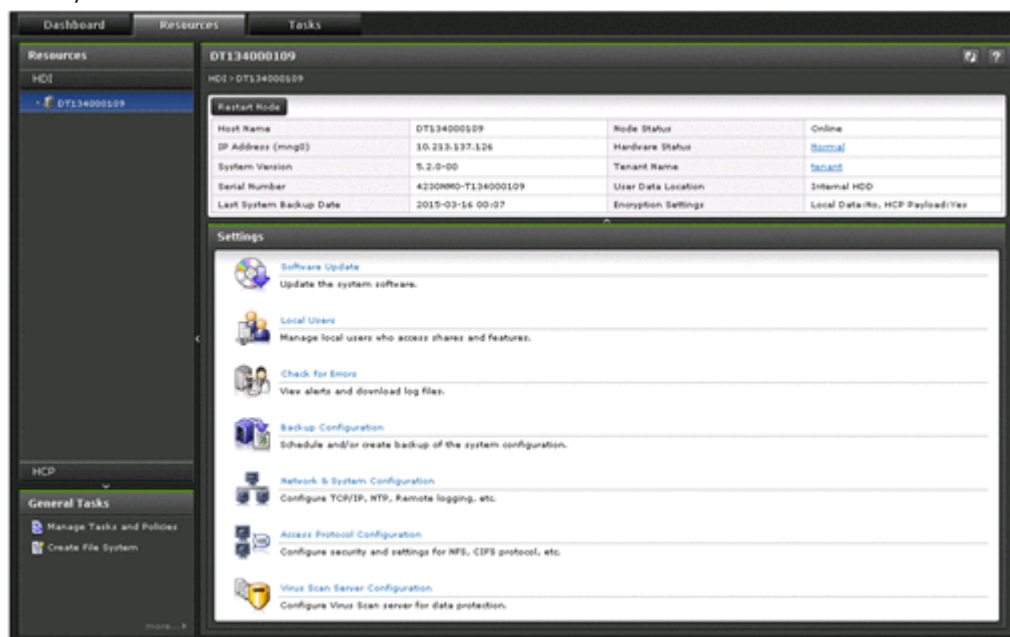 Dashboard
Resources
Tasks
Resources
HDI
DT134000109
HCP
General Tasks
Manage Tasks and Policies
Create File System
more...
DT134000109
HDI > DT134000109
Restart Node
Host Name DT134000109 Node Status Online
IP Address (mng0) 10.213.137.126 Hardware Status Normal
System Version 5.2.0-00 Tenant Name tenant
Serial Number 4230NM0-T134000109 User Data Location Internal HDD
Last System Backup Date 2015-03-16 00:07 Encryption Settings Local Data:No, HCP Payload:Yes
Settings
Software Update
Update the system software.
Local Users
Manage local users who access shares and features.
Check for Errors
View alerts and download log files.
Backup Configuration
Schedule and/or create backup of the system configuration.
Network & System Configuration
Configure TCP/IP, NTP, Remote logging, etc.
Access Protocol Configuration
Configure security and settings for NFS, CIFS protocol, etc.
Virus Scan Server Configuration
Configure Virus Scan server for data protection.